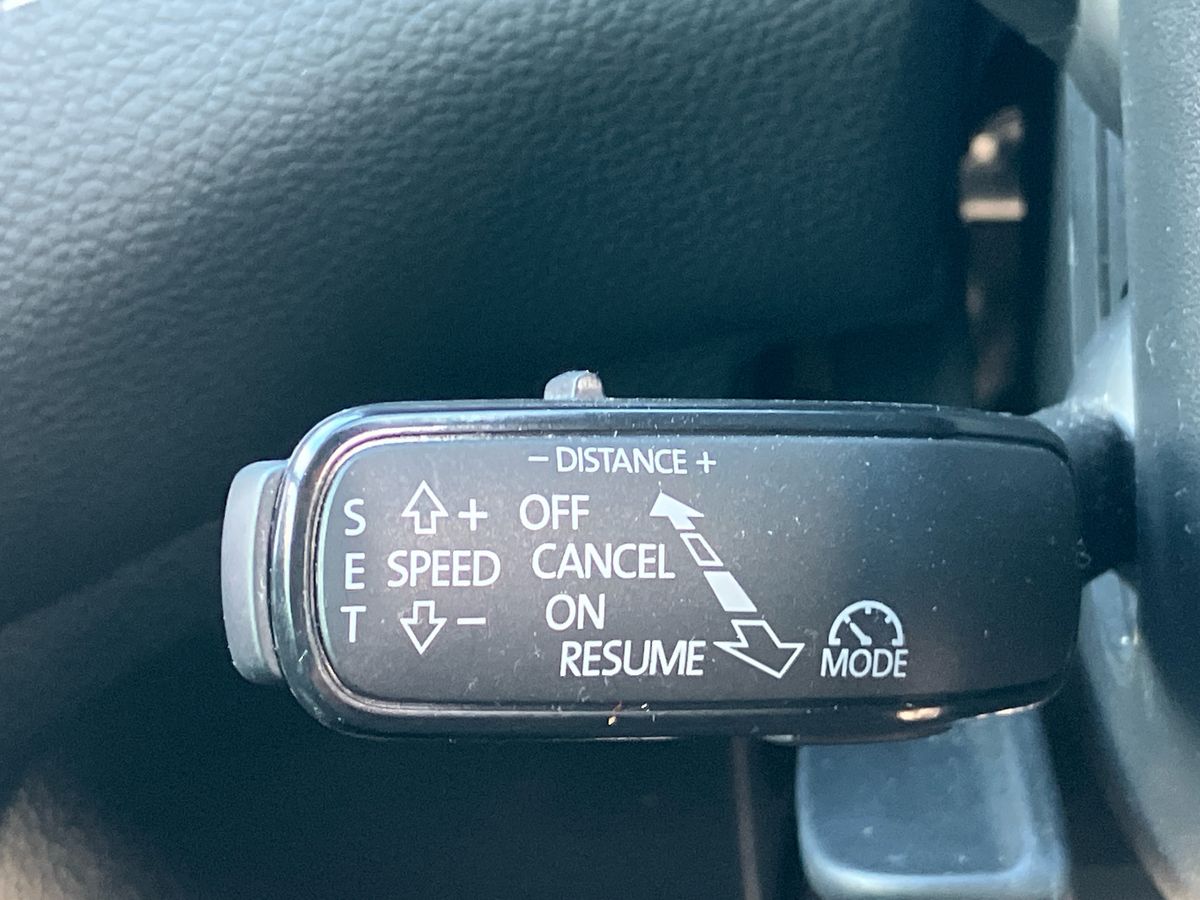 − DISTANCE +
S + OFF
E SPEED CANCEL
T − ON
RESUME
MODE